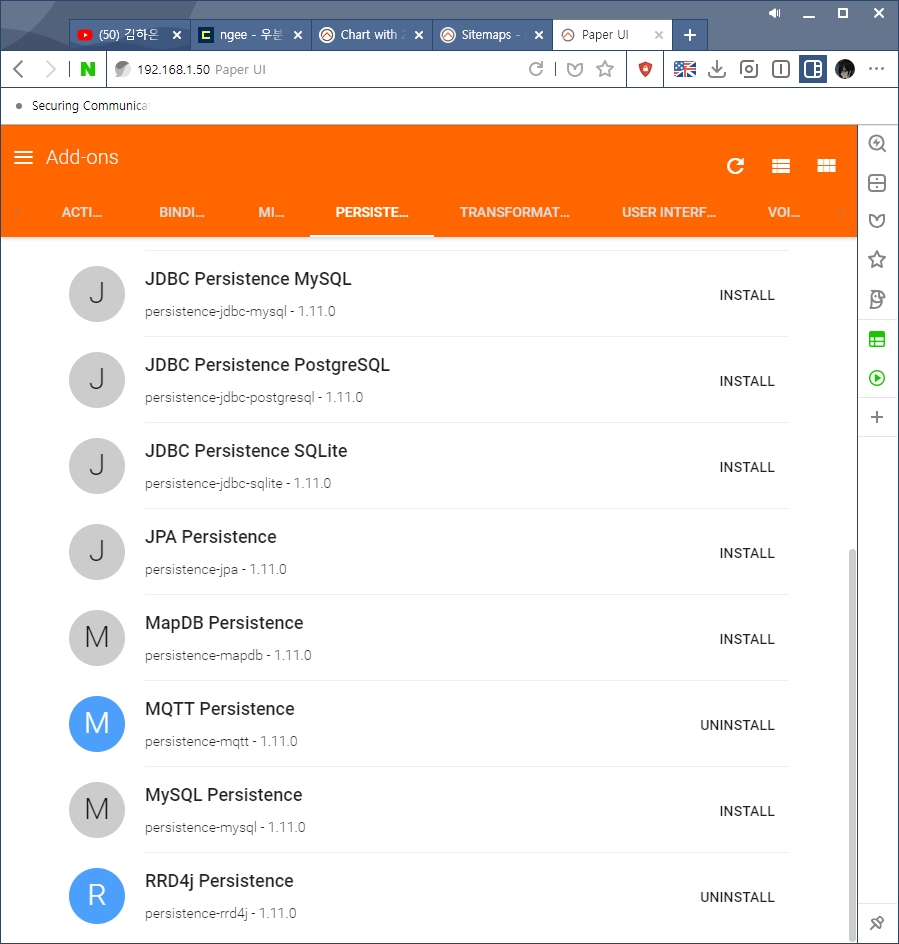 (50) 김하은
ngee - 우분
Chart with
Sitemaps -
Paper UI
192.168.1.50 Paper UI
Securing Communica
Add-ons
ACTI...
BINDI...
MI...
PERSISTE...
TRANSFORMAT...
USER INTERF...
VOI...
J
JDBC Persistence MySQL
persistence-jdbc-mysql - 1.11.0
INSTALL
J
JDBC Persistence PostgreSQL
persistence-jdbc-postgresql - 1.11.0
INSTALL
J
JDBC Persistence SQLite
persistence-jdbc-sqlite - 1.11.0
INSTALL
J
JPA Persistence
persistence-jpa - 1.11.0
INSTALL
M
MapDB Persistence
persistence-mapdb - 1.11.0
INSTALL
M
MQTT Persistence
persistence-mqtt - 1.11.0
UNINSTALL
M
MySQL Persistence
persistence-mysql - 1.11.0
INSTALL
R
RRD4j Persistence
persistence-rrd4j - 1.11.0
UNINSTALL